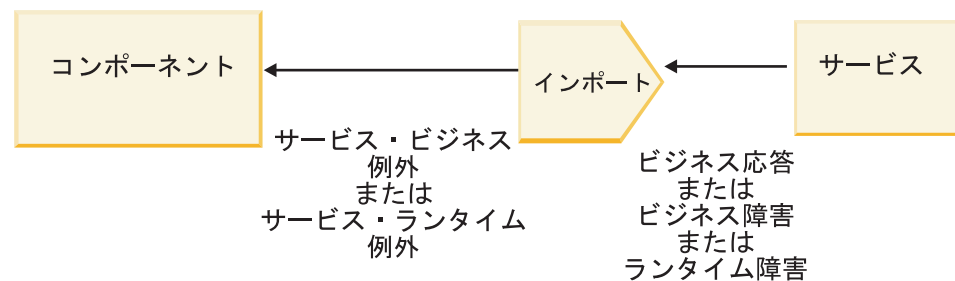 コンポーネント
インポート
サービス
サービス・ビジネス
例外
または
サービス・ランタイム
例外
ビジネス応答
または
ビジネス障害
または
ランタイム障害